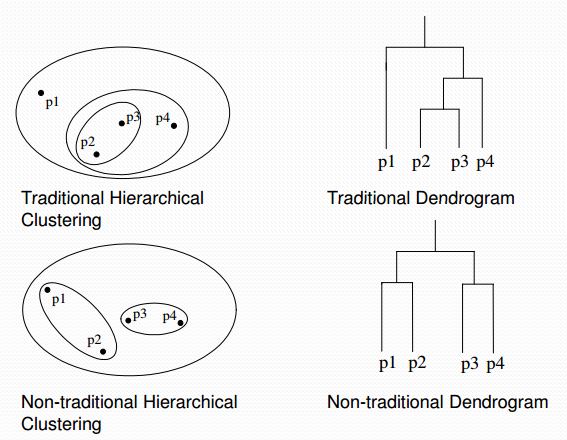 p1
p3 p4
p2
p1 p2 p3 p4
Traditional Hierarchical
Clustering
Traditional Dendrogram
p1
p3 p4
p2
p1 p2 p3 p4
Non-traditional Hierarchical
Clustering
Non-traditional Dendrogram